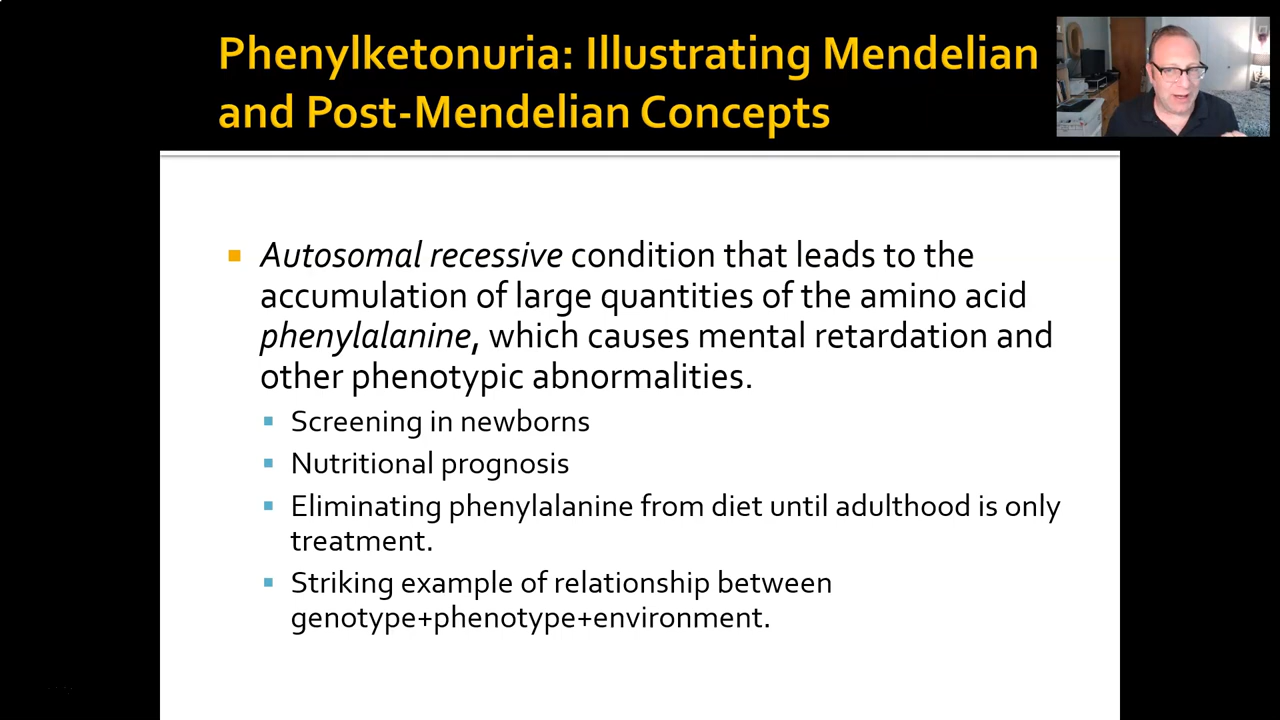 Phenylketonuria: Illustrating Mendelian
and Post-Mendelian Concepts
Autosomal recessive condition that leads to the
accumulation of large quantities of the amino acid
phenylalanine, which causes mental retardation and
other phenotypic abnormalities.
Screening in newborns
Nutritional prognosis
Eliminating phenylalanine from diet until adulthood is only
treatment.
Striking example of relationship between
genotype+phenotype+environment.